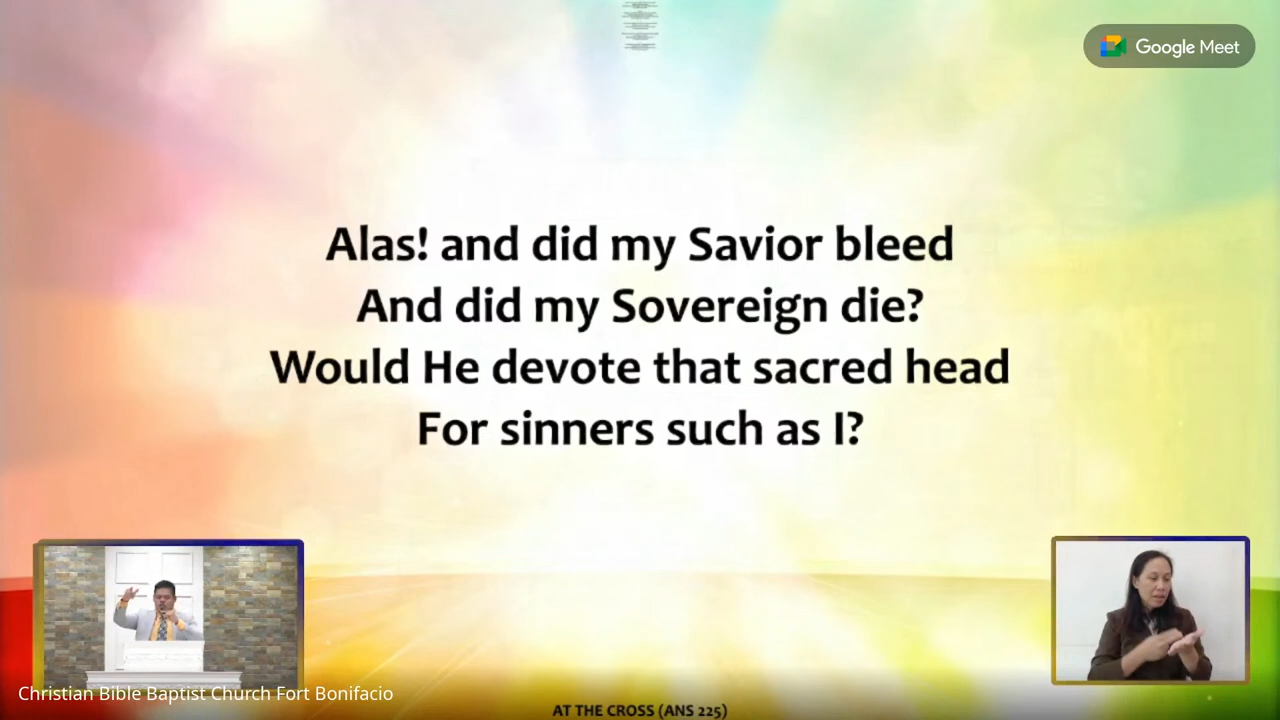 Google Meet
Alas! and did my Savior bleed
And did my Sovereign die?
Would He devote that sacred head
For sinners such as I?
Christian Bible Baptist Church Fort Bonifacio
AT THE CROSS (ANS 225)